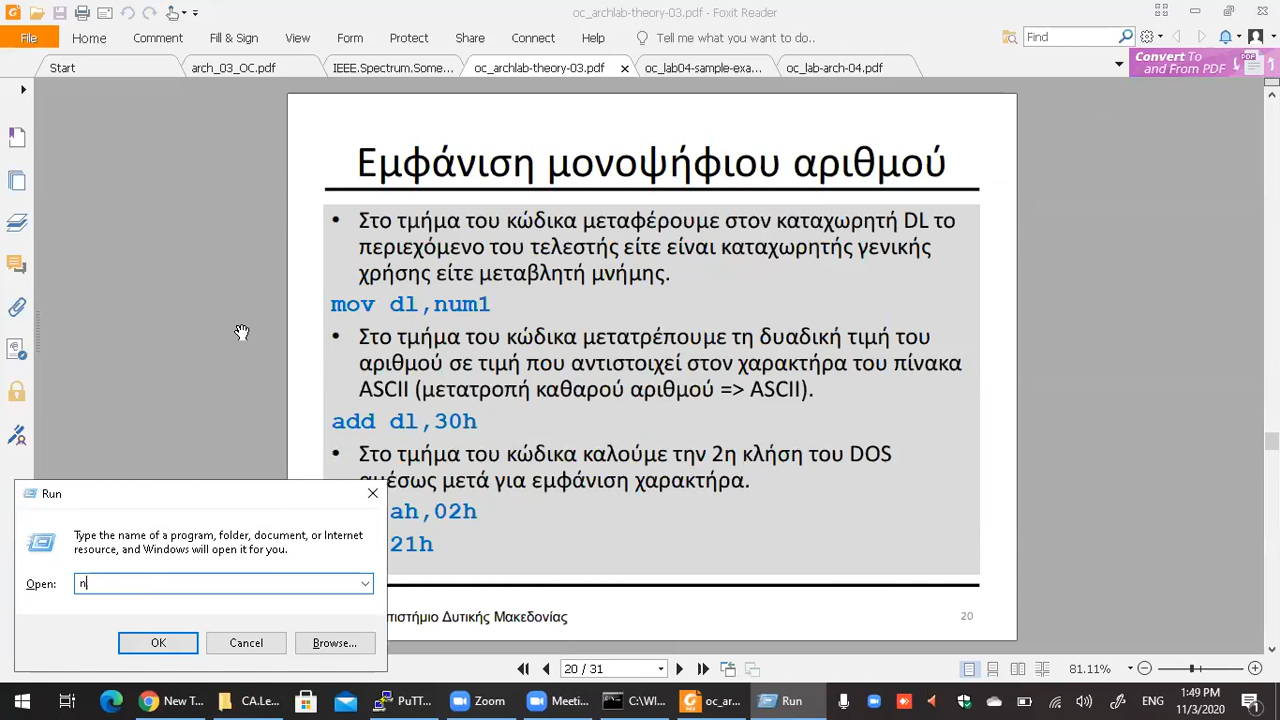 oc_archlab-theory-03.pdf - Foxit Reader
File Home Comment Fill & Sign View Form Protect Share Connect Help Tell me what you want to do.. Find
Start arch_03_OC.pdf IEEE.Spectrum.Some... oc_archlab-theory-03.pdf oc_lab04-sample-exa... oc_lab-arch-04.pdf
Convert To
and From PDF
PDF
Εμφάνιση μονοψήφιου αριθμού
• Στο τμήμα του κώδικα μεταφέρουμε στον καταχωρητή DL το
περιεχόμενο του τελεστής είτε είναι καταχωρητής γενικής
χρήσης είτε μεταβλητή μνήμης.
mov dl,num1
• Στο τμήμα του κώδικα μετατρέπουμε τη δυαδική τιμή του
αριθμού σε τιμή που αντιστοιχεί στον χαρακτήρα του πίνακα
ASCII (μετατροπή καθαρού αριθμού => ASCII).
add dl,30h
• Στο τμήμα του κώδικα καλούμε την 2η κλήση του DOS
αμέσως μετά για εμφάνιση χαρακτήρα.
ah,02h
21h
πιστήμιο Δυτικής Μακεδονίας
20
Run
Type the name of a program, folder, document, or Internet
resource, and Windows will open it for you.
Open: n
OK Cancel Browse...
20 / 31
81.11%
New T... CA.Le... PuTT... Zoom Meeti... C:\WI... oc_ar... Run
ENG
1:49 PM
11/3/2020
1